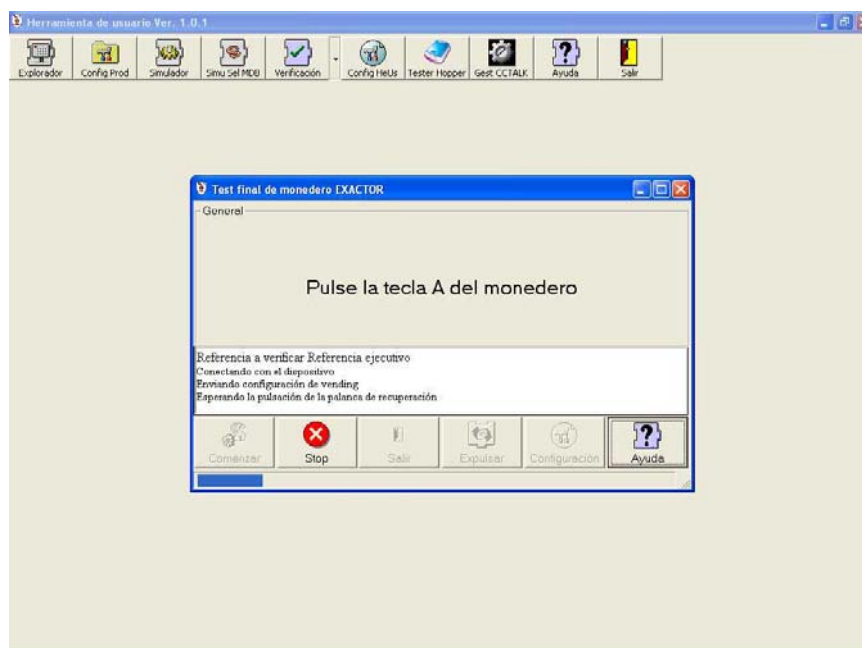 Herramienta de usuario Ver. 1.0.1
Explorador Config Prod Simulador Simu Sel MDB Verificación Config HeUs Tester Hopper Gest CCTALK Ayuda Salir
Test final de monedero EXACTOR
General
Pulse la tecla A del monedero
Referencia a verificar Referencia ejecutivo
Conectando con el dispositivo
Enviando configuración de vending
Esperando la pulsación de la palanca de recuperación
Comenzar Stop Salir Expulsar Configuración Ayuda